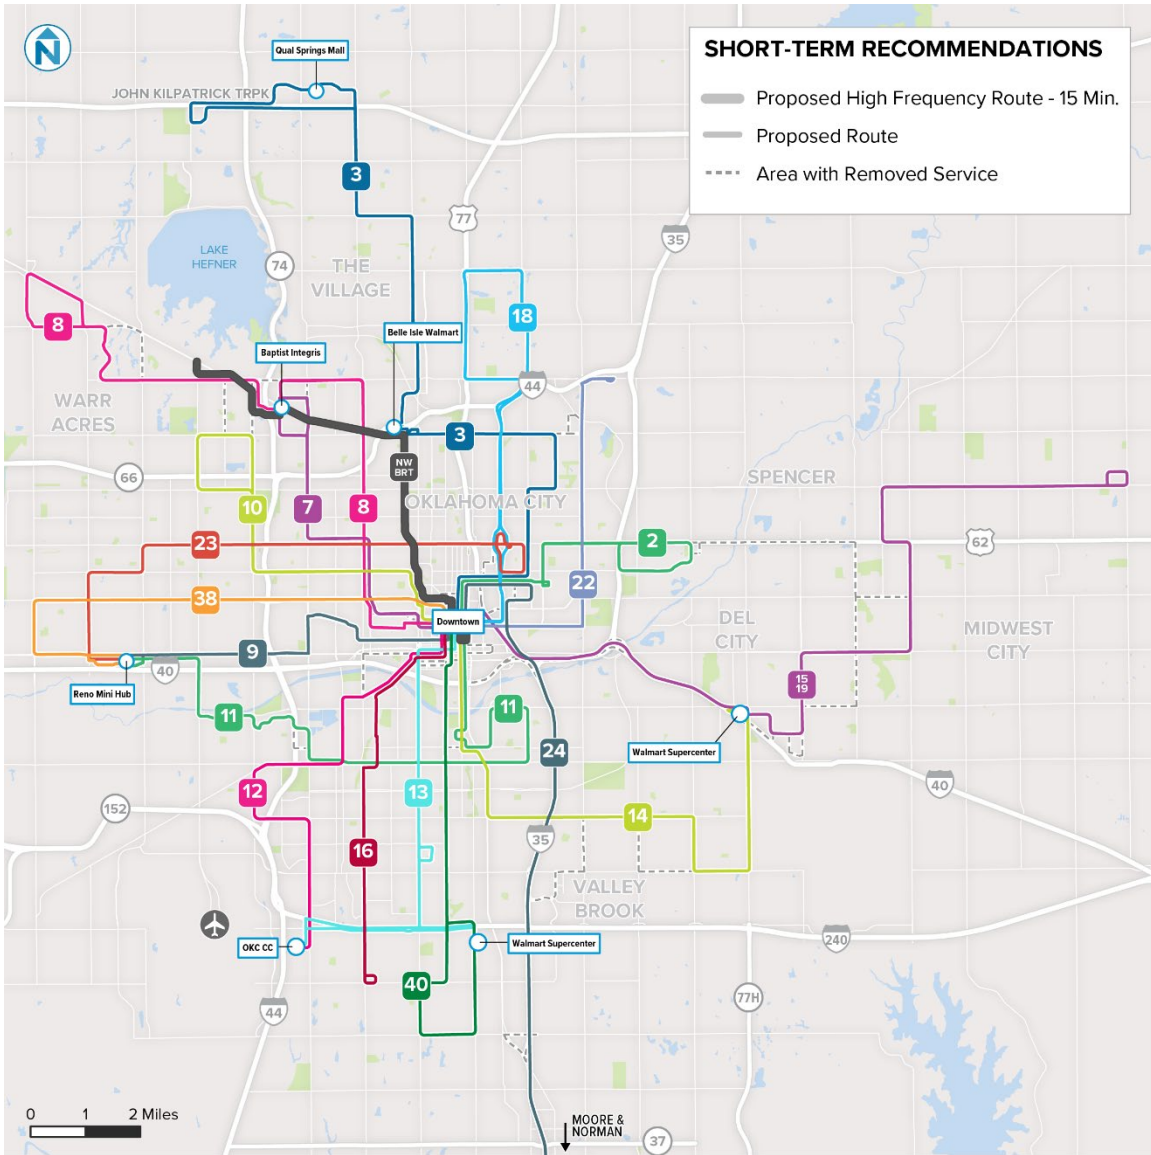 N
Qual Springs Mall
SHORT-TERM RECOMMENDATIONS
Proposed High Frequency Route - 15 Min.
Proposed Route
Area with Removed Service
JOHN KILPATRICK TRPK
3
77
35
LAKE
HEFNER
74
THE
VILLAGE
8
18
Belle Isle Walmart
Baptist Integris
44
WARR
ACRES
3
NW
BRT
66
SPENCER
OKLAHOMA CITY
10
7
8
23
2
62
22
38
Downtown
DEL
CITY
MIDWEST
CITY
9
40
Reno Mini Hub
15
19
11
11
24
Walmart Supercenter
12
13
40
152
14
35
16
VALLEY
BROOK
OKC CC
Walmart Supercenter
240
40
77H
44
0 1 2 Miles
MOORE &
NORMAN
37